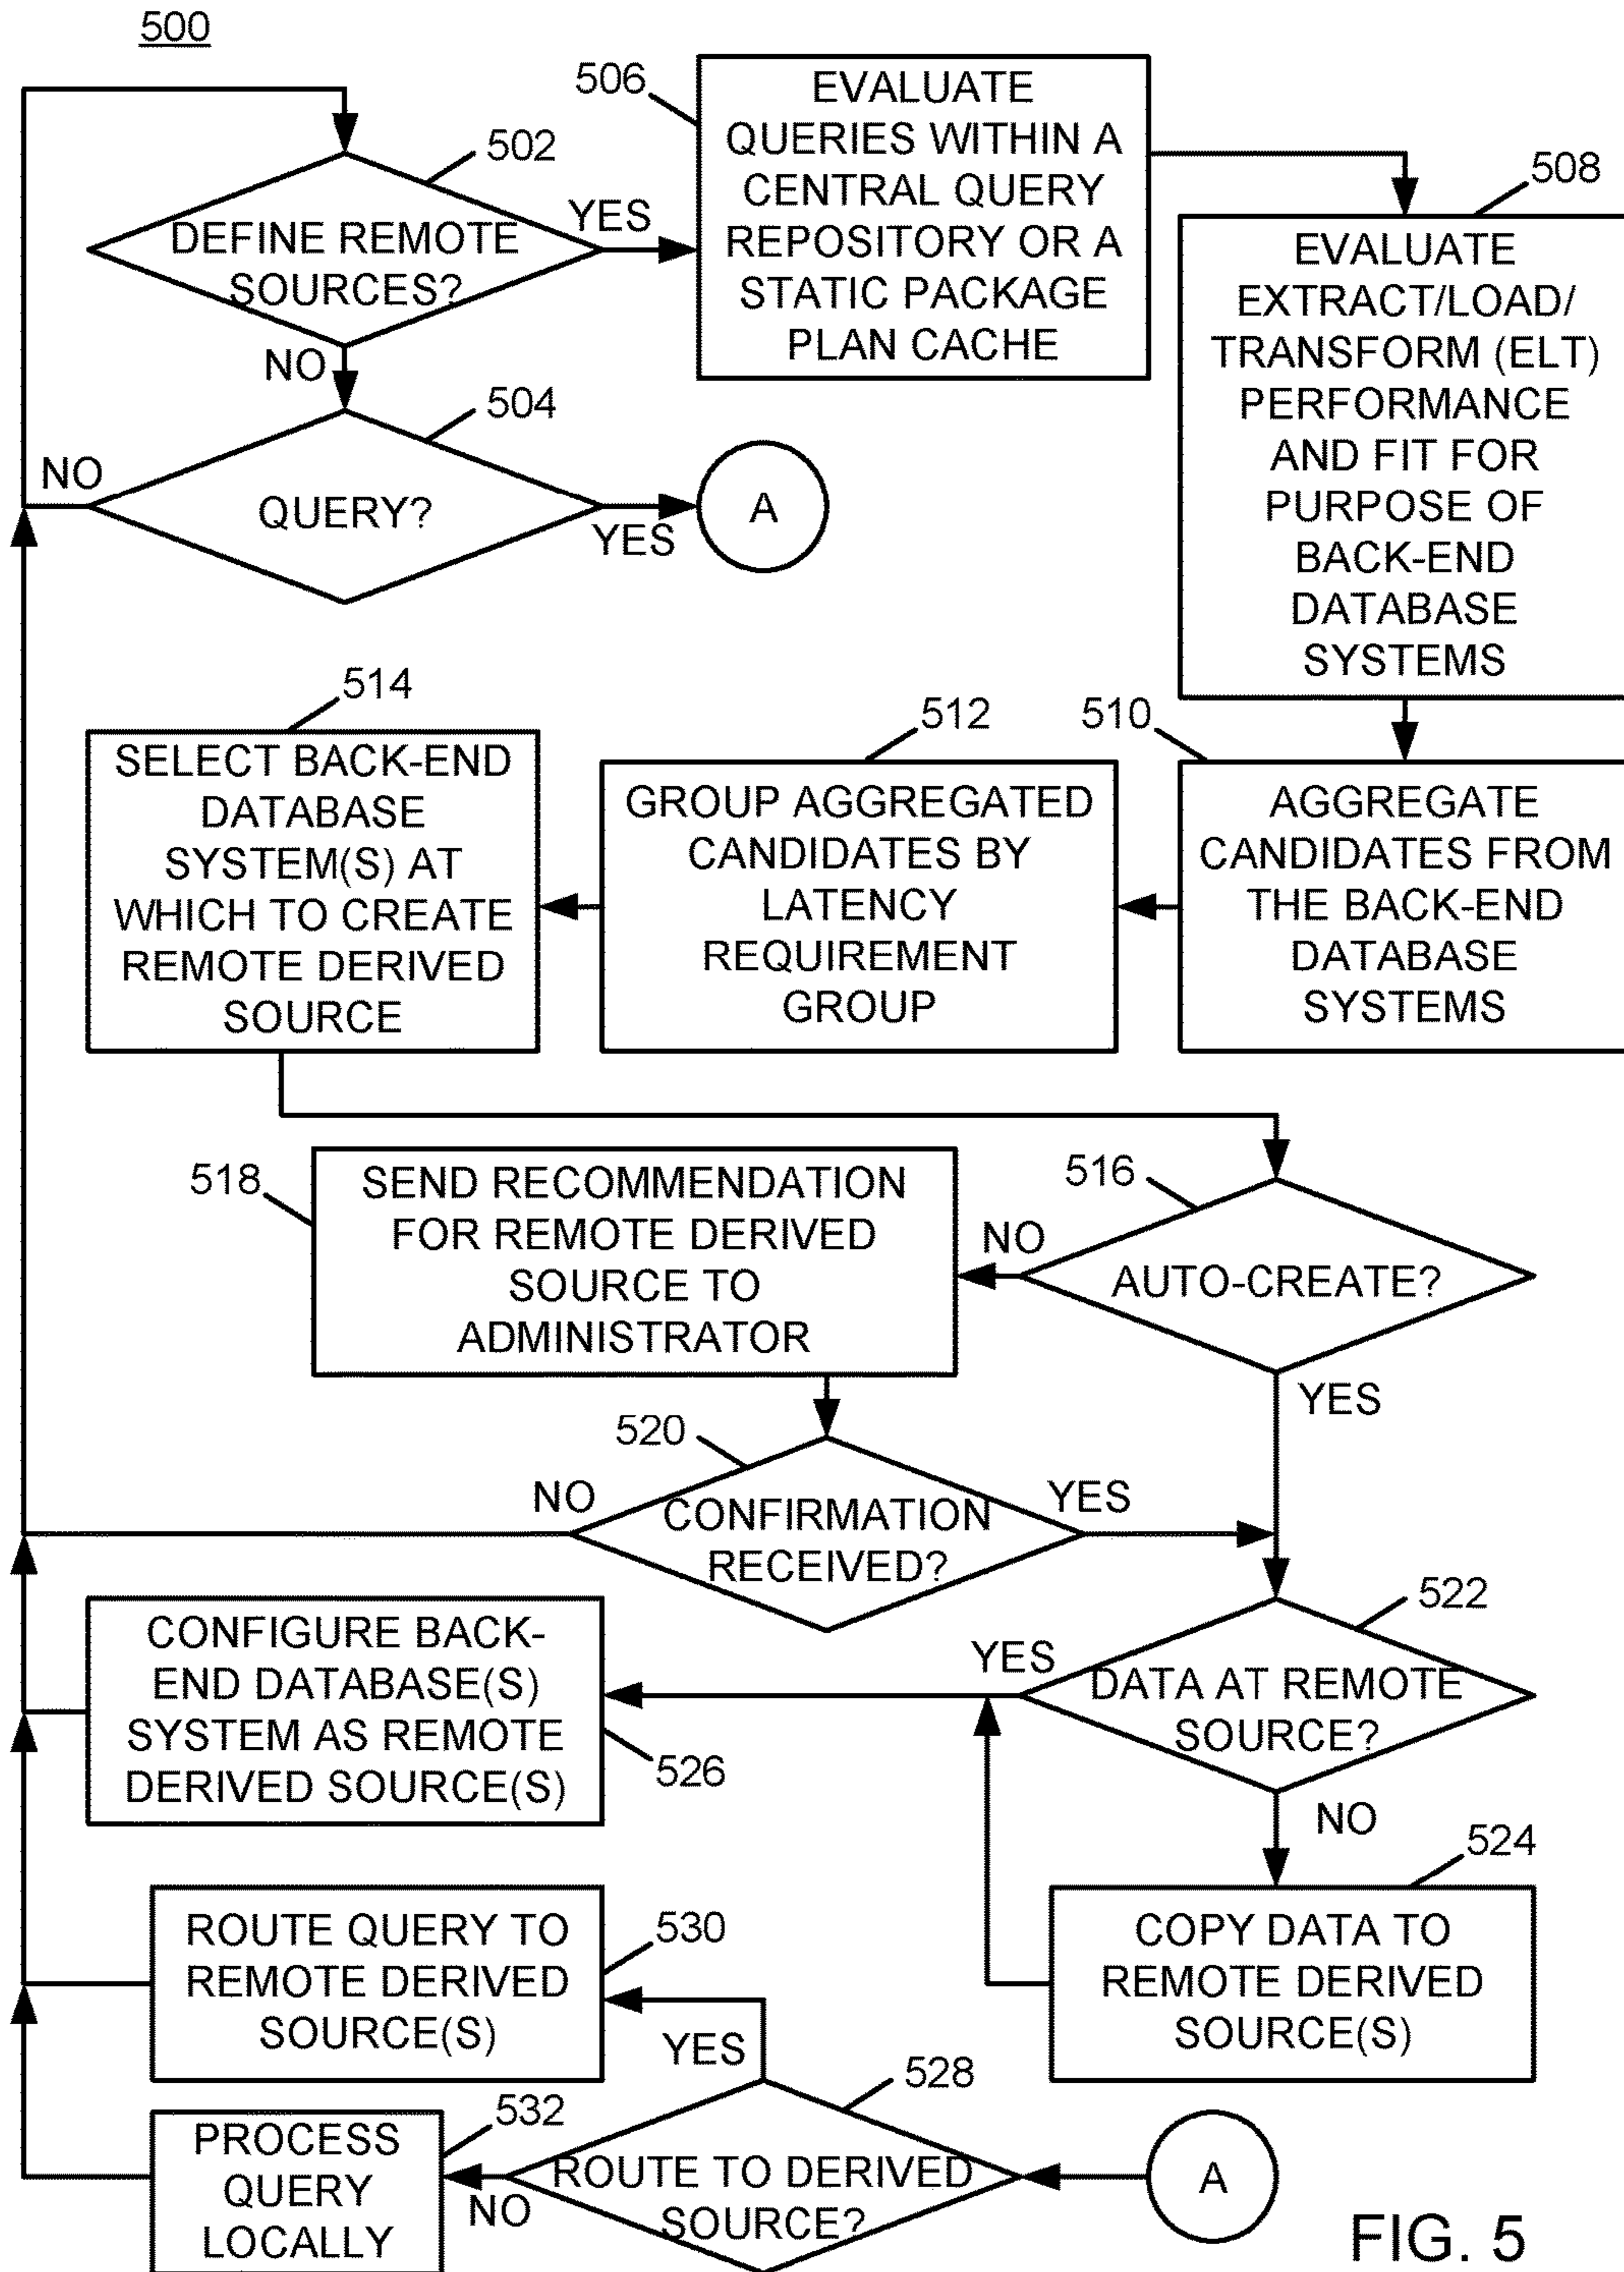 500
502
DEFINE REMOTE
SOURCES?
YES
NO
506
EVALUATE
QUERIES WITHIN A
CENTRAL QUERY
REPOSITORY OR A
STATIC PACKAGE
PLAN CACHE
508
EVALUATE
EXTRACT/LOAD/
TRANSFORM (ELT)
PERFORMANCE
AND FIT FOR
PURPOSE OF
BACK-END
DATABASE
SYSTEMS
504
NO
QUERY?
YES
A
514
SELECT BACK-END
DATABASE
SYSTEM(S) AT
WHICH TO CREATE
REMOTE DERIVED
SOURCE
512
GROUP AGGREGATED
CANDIDATES BY
LATENCY
REQUIREMENT
GROUP
510
AGGREGATE
CANDIDATES FROM
THE BACK-END
DATABASE
SYSTEMS
518
SEND RECOMMENDATION
FOR REMOTE DERIVED
SOURCE TO
ADMINISTRATOR
516
NO
AUTO-CREATE?
YES
520
NO
CONFIRMATION
RECEIVED?
YES
522
YES
DATA AT REMOTE
SOURCE?
NO
CONFIGURE BACK-
END DATABASE(S)
SYSTEM AS REMOTE
DERIVED SOURCE(S)
526
524
COPY DATA TO
REMOTE DERIVED
SOURCE(S)
ROUTE QUERY TO
REMOTE DERIVED
SOURCE(S)
530
YES
528
ROUTE TO DERIVED
SOURCE?
NO
532
PROCESS
QUERY
LOCALLY
A
FIG. 5